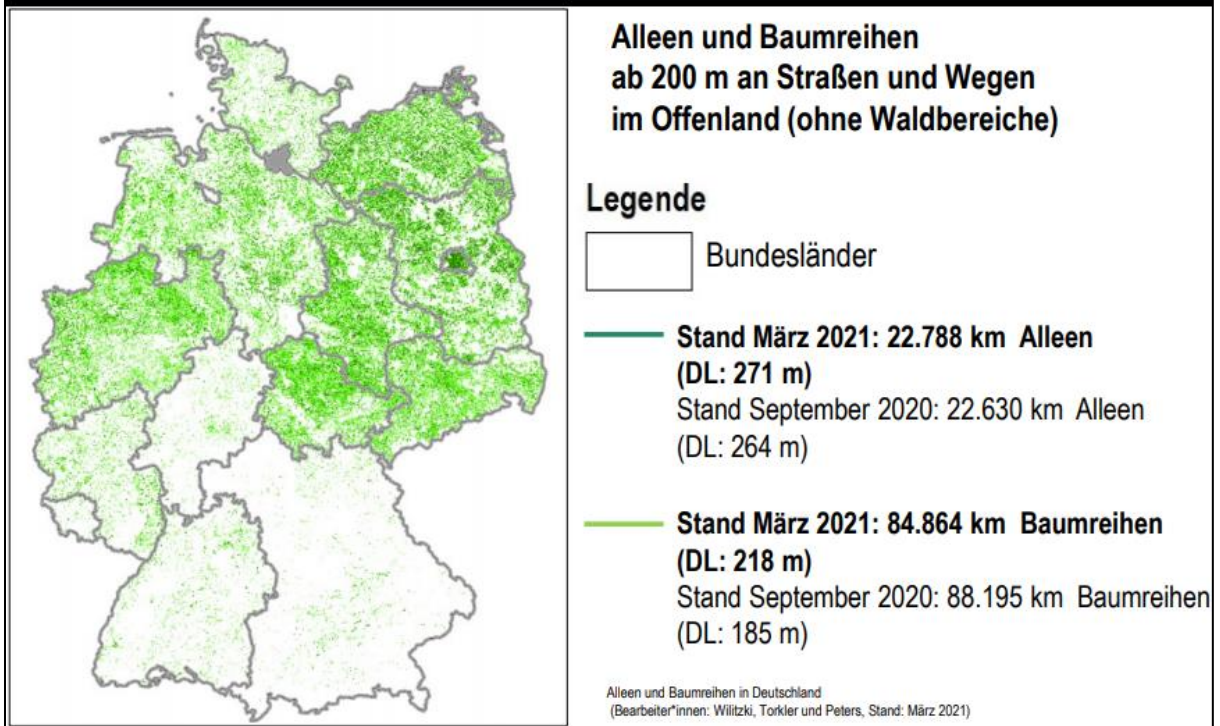 Alleen und Baumreihen
ab 200 m an Straßen und Wegen
im Offenland (ohne Waldbereiche)
Legende
Bundesländer
Stand März 2021: 22.788 km Alleen
(DL: 271 m)
Stand September 2020: 22.630 km Alleen
(DL: 264 m)
Stand März 2021: 84.864 km Baumreihen
(DL: 218 m)
Stand September 2020: 88.195 km Baumreihen
(DL: 185 m)
Alleen und Baumreihen in Deutschland
(Bearbeiter*innen: Wilitzki, Torkler und Peters, Stand: März 2021)